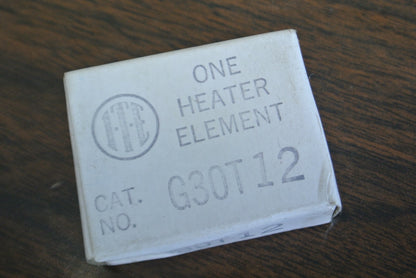 I-T-E
ONE
HEATER
ELEMENT
CAT.
NO.
G30T12